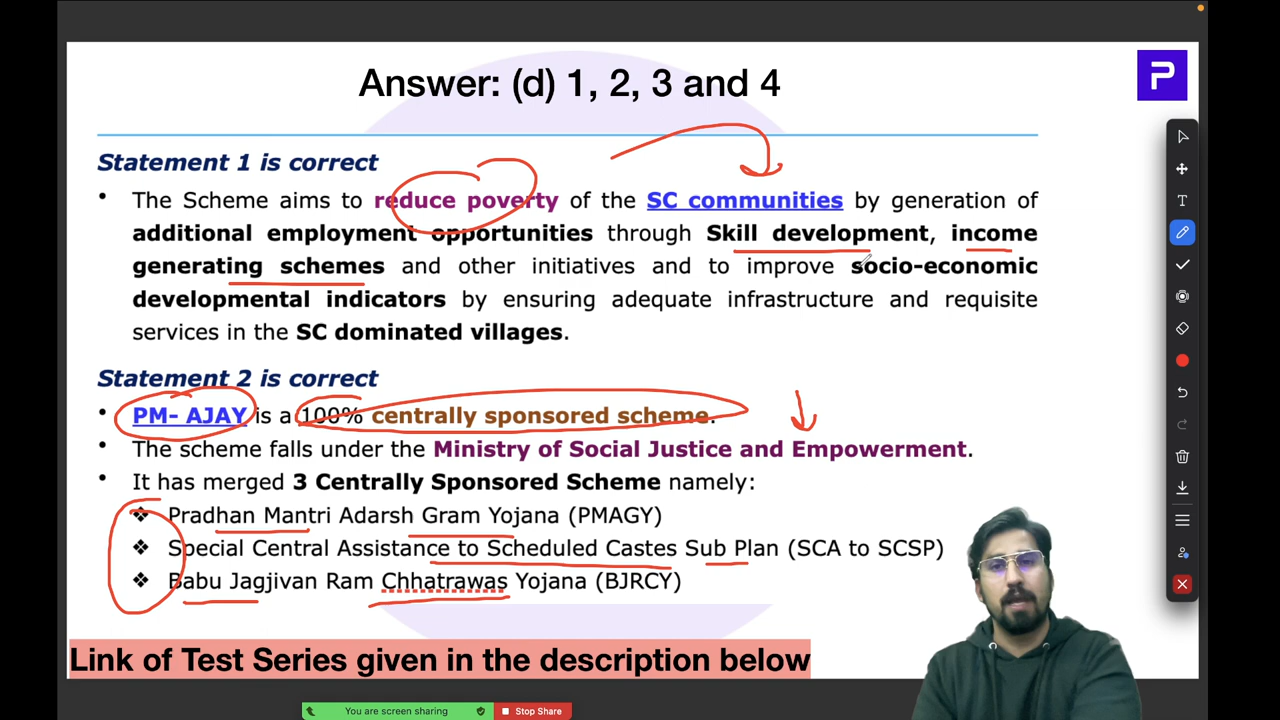 Answer: (d) 1, 2, 3 and 4
P
Statement 1 is correct
• The Scheme aims to reduce poverty of the SC communities by generation of
additional employment opportunities through Skill development, income
generating schemes and other initiatives and to improve socio-economic
developmental indicators by ensuring adequate infrastructure and requisite
services in the SC dominated villages.
Statement 2 is correct
• PM- AJAY is a 100% centrally sponsored scheme.
• The scheme falls under the Ministry of Social Justice and Empowerment.
• It has merged 3 Centrally Sponsored Scheme namely:
❖ Pradhan Mantri Adarsh Gram Yojana (PMAGY)
❖ Special Central Assistance to Scheduled Castes Sub Plan (SCA to SCSP)
❖ Babu Jagjivan Ram Chhatrawas Yojana (BJRCY)
Link of Test Series given in the description below
You are screen sharing
Stop Share
T